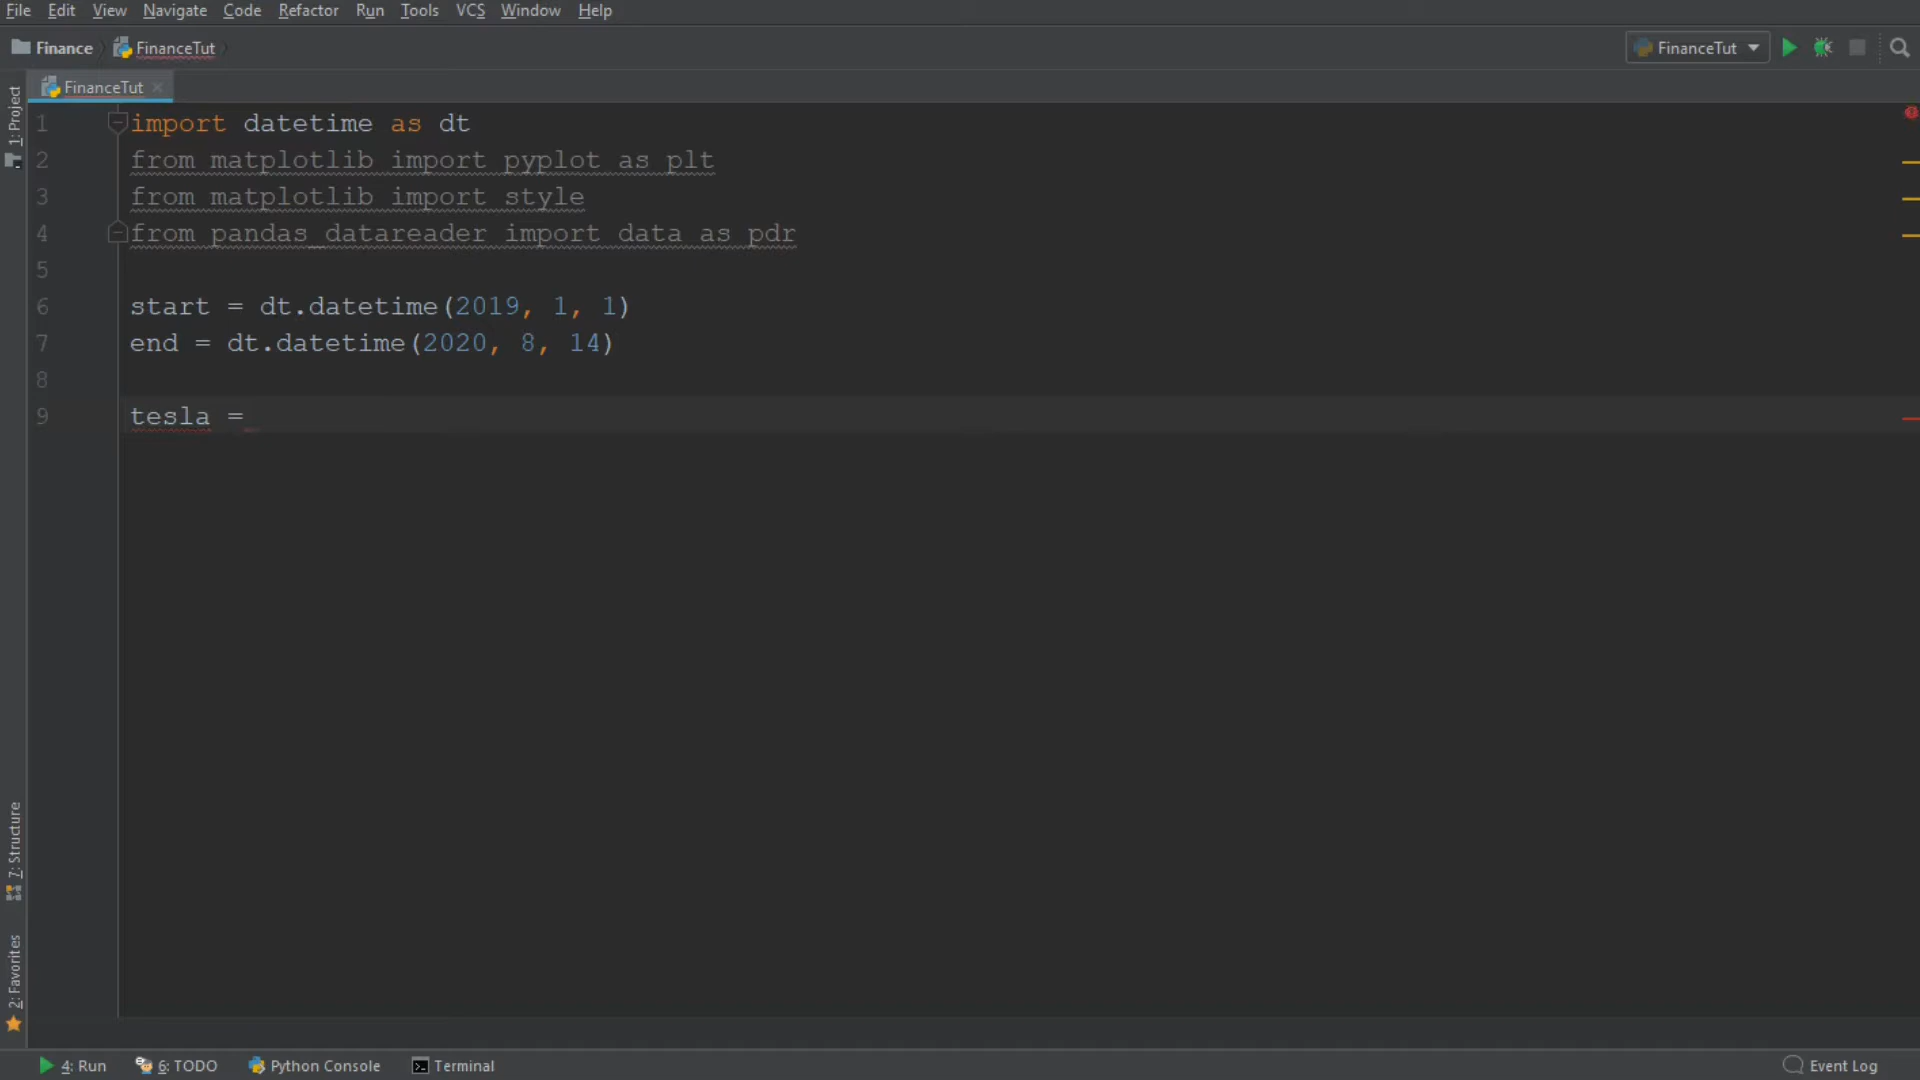 File Edit View Navigate Code Refactor Run Tools VCS Window Help
Finance FinanceTut FinanceTut
FinanceTut
1: Project
1 import datetime as dt
2 from matplotlib import pyplot as plt
3 from matplotlib import style
4 from pandas_datareader import data as pdr
5
6 start = dt.datetime(2019, 1, 1)
7 end = dt.datetime(2020, 8, 14)
8
9 tesla =
7: Structure
2: Favorites
4: Run 6: TODO Python Console Terminal Event Log